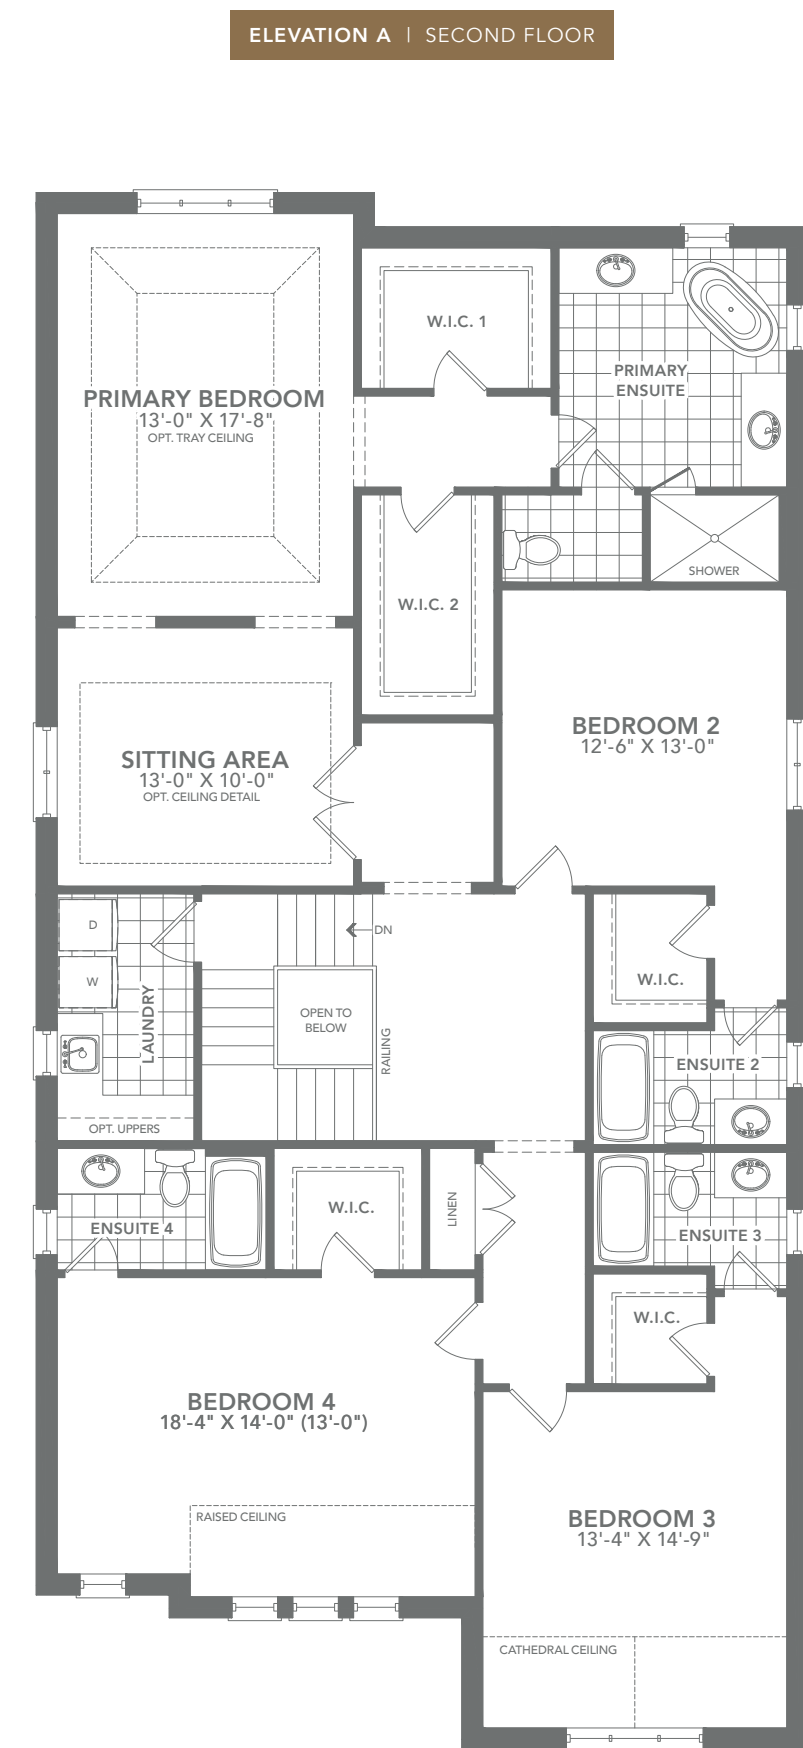 ELEVATION A | SECOND FLOOR
W.I.C. 1
PRIMARY
ENSUITE
PRIMARY BEDROOM
13'-0" X 17'-8"
OPT. TRAY CEILING
SHOWER
W.I.C. 2
BEDROOM 2
12'-6" X 13'-0"
SITTING AREA
13'-0" X 10'-0"
OPT. CEILING DETAIL
D
DN
W
W.I.C.
LAUNDRY
OPEN TO
BELOW
RAILING
ENSUITE 2
OPT. UPPERS
W.I.C.
LINEN
ENSUITE 4
ENSUITE 3
W.I.C.
BEDROOM 4
18'-4" X 14'-0" (13'-0")
RAISED CEILING
BEDROOM 3
13'-4" X 14'-9"
CATHEDRAL CEILING